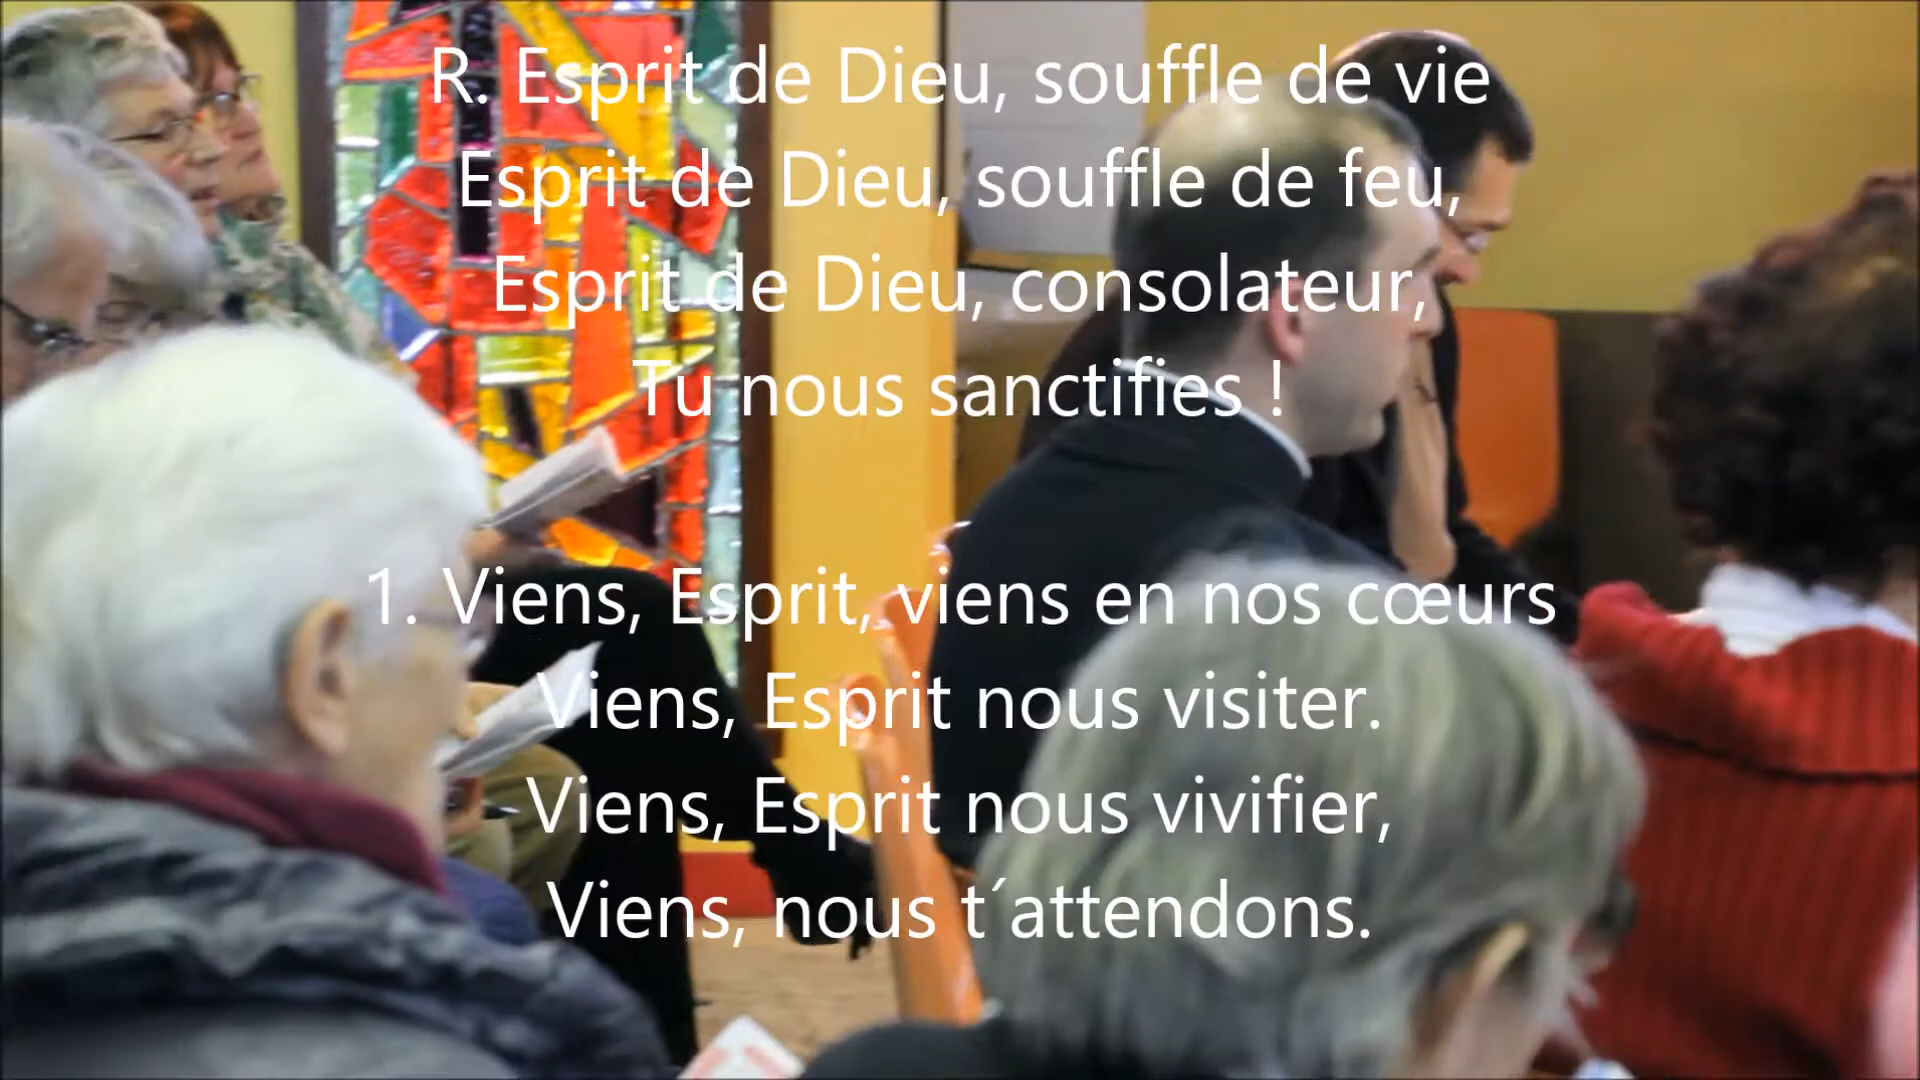 R. Esprit de Dieu, souffle de vie
Esprit de Dieu, souffle de feu,
Esprit de Dieu, consolateur,
Tu nous sanctifies !
1. Viens, Esprit, viens en nos cœurs
Viens, Esprit nous visiter.
Viens, Esprit nous vivifier,
Viens, nous t´attendons.